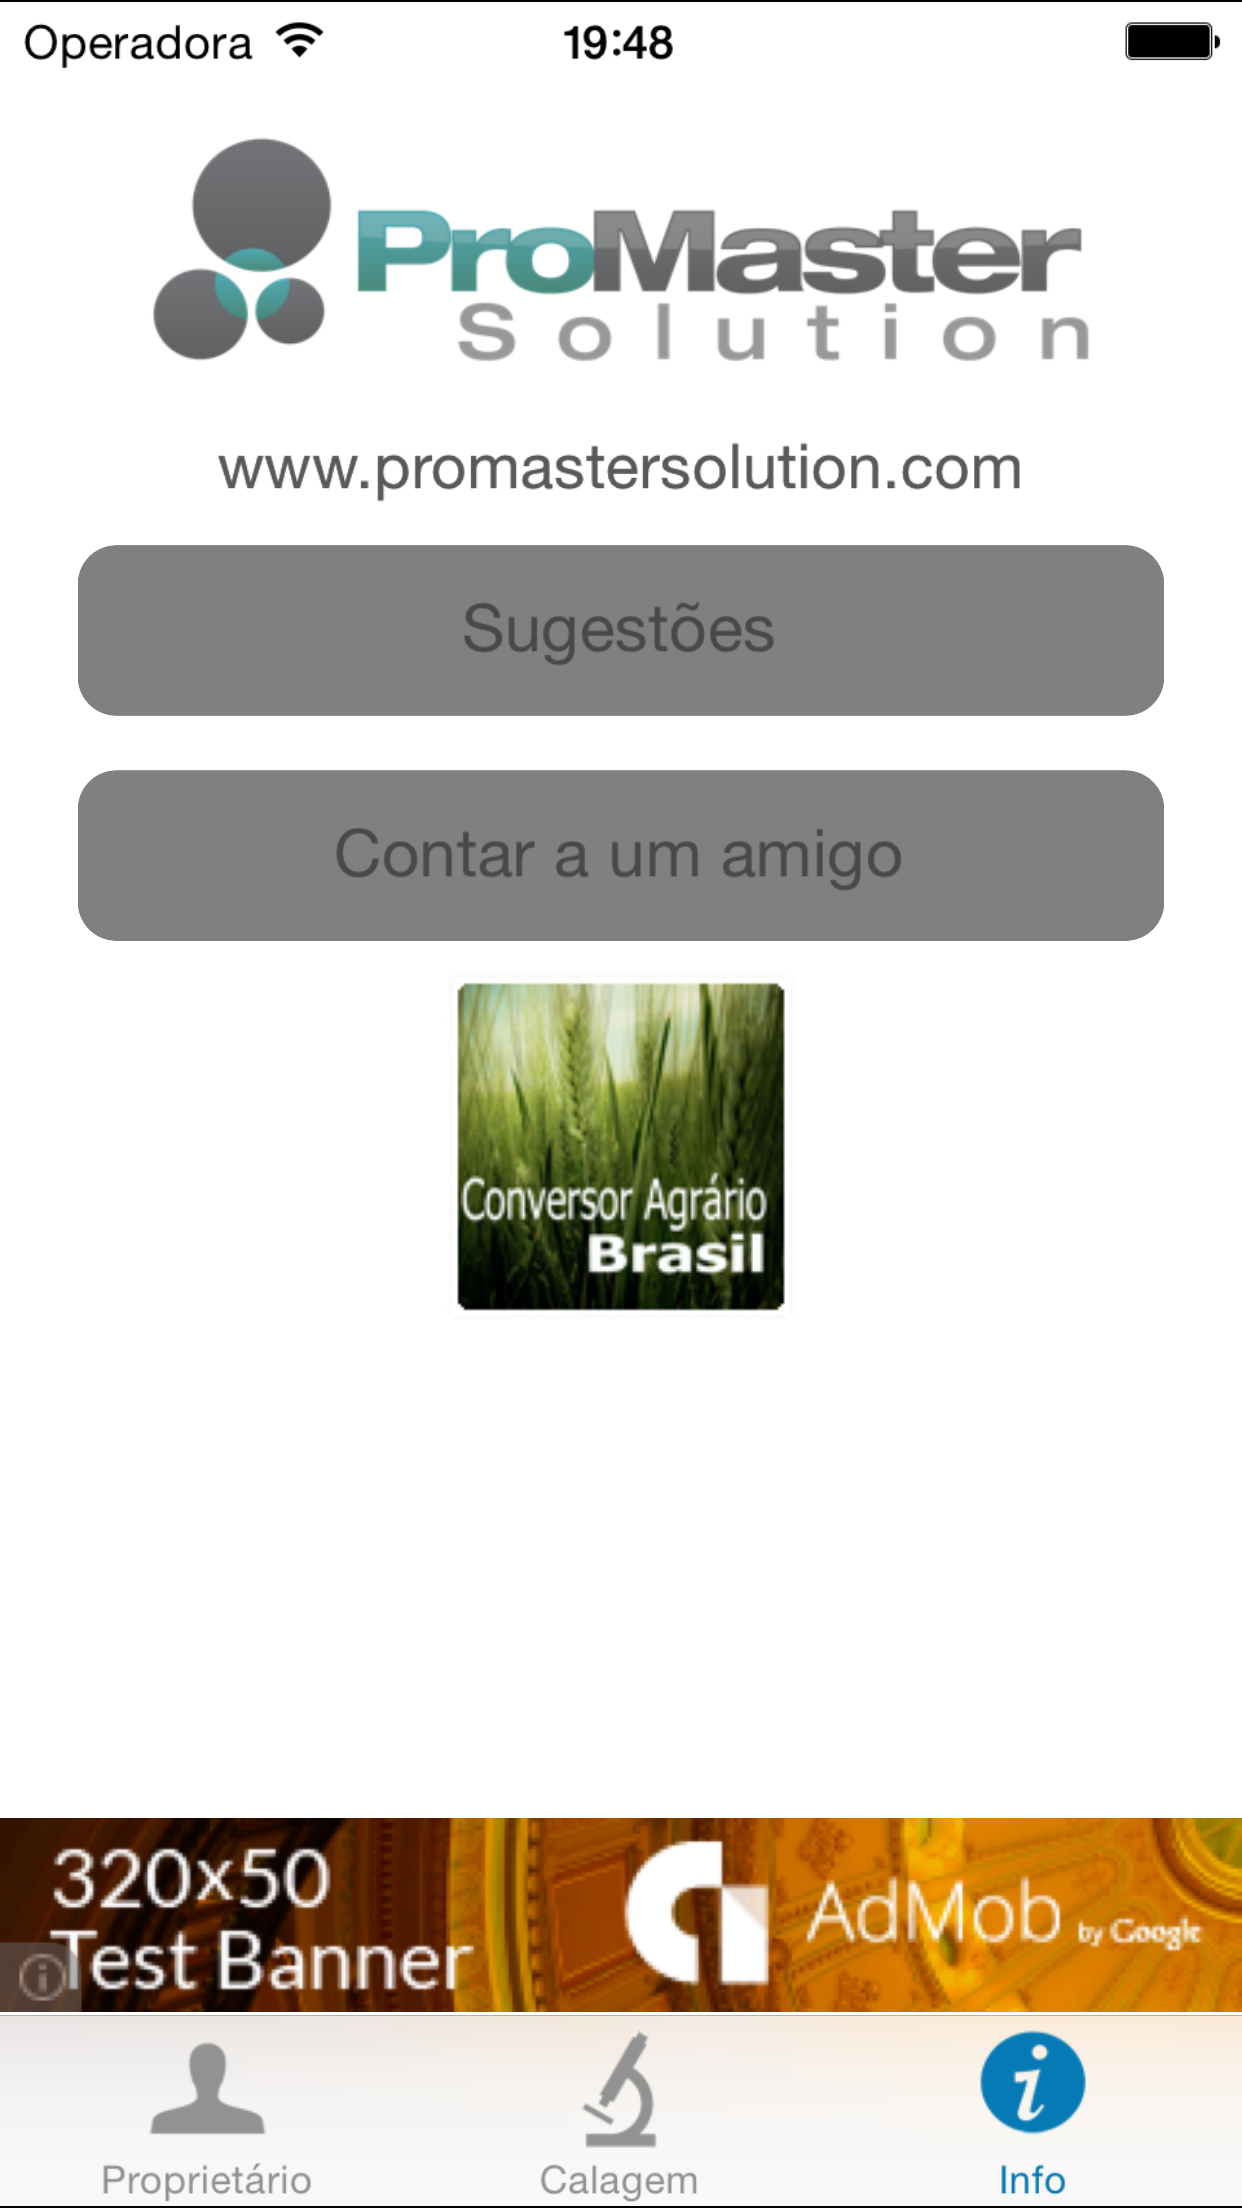 Operadora 19:48
ProMaster
Solution
www.promastersolution.com
Sugestões
Contar a um amigo
Conversor Agrário
Brasil
320x50
Test Banner
AdMob by Google
Proprietário Calagem Info